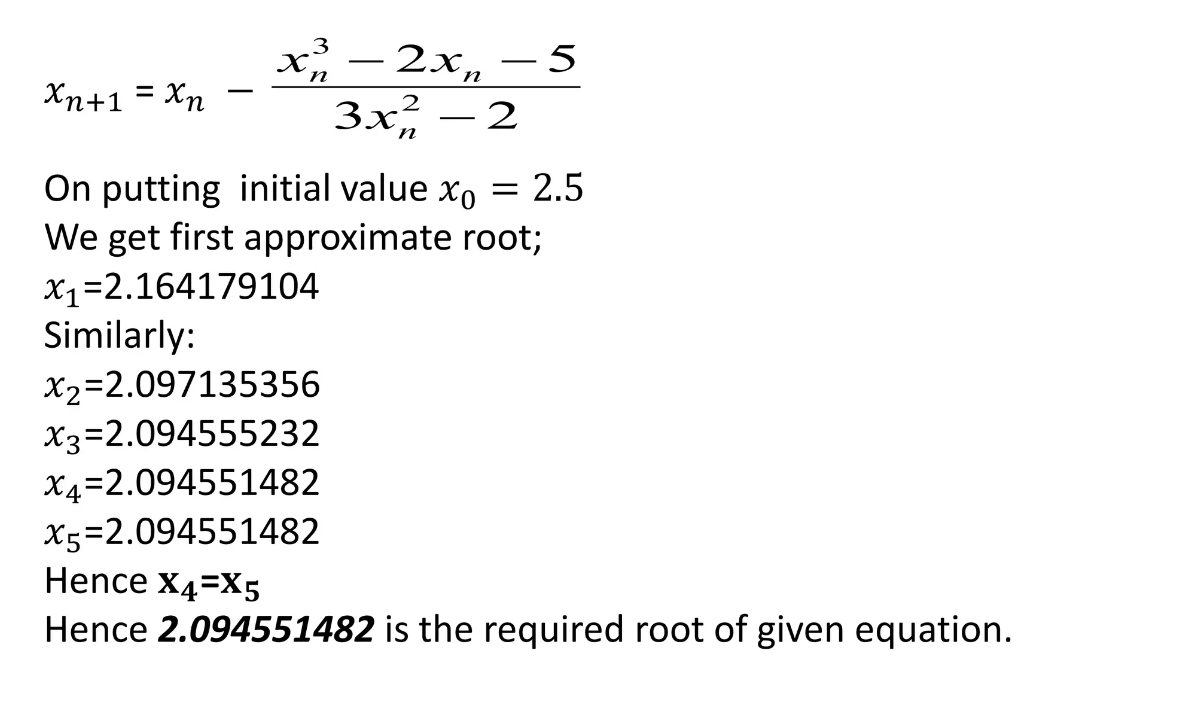 xₙ₊₁ = xₙ − (xₙ³ − 2xₙ − 5)/(3xₙ² − 2)
On putting initial value x₀ = 2.5
We get first approximate root;
x₁=2.164179104
Similarly:
x₂=2.097135356
x₃=2.094555232
x₄=2.094551482
x₅=2.094551482
Hence x₄=x₅
Hence 2.094551482 is the required root of given equation.